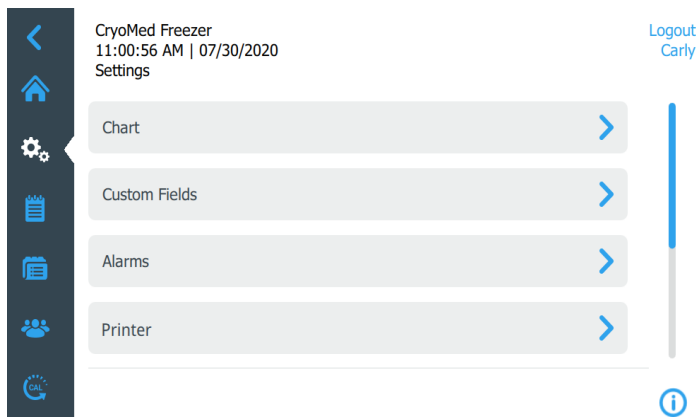 CryoMed Freezer
11:00:56 AM | 07/30/2020
Settings
Logout
Carly
Chart
Custom Fields
Alarms
Printer
CAL